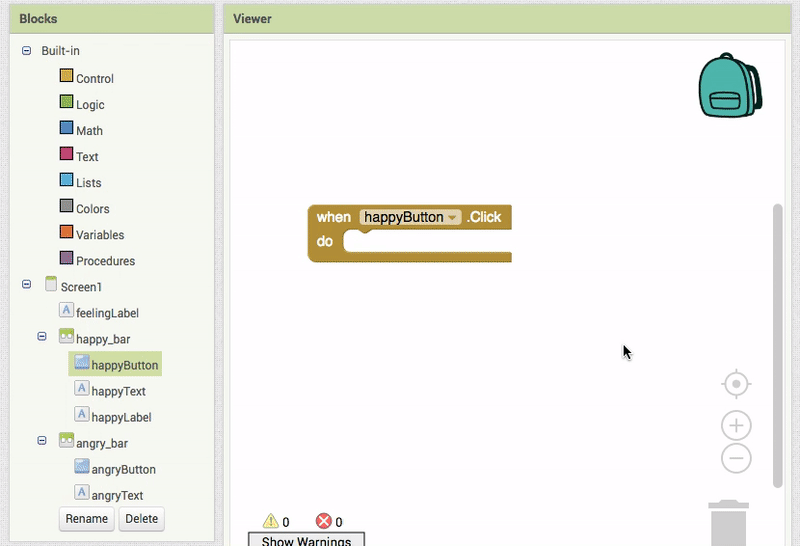 Blocks
Viewer
Built-in
Control
Logic
Math
Text
Lists
Colors
Variables
Procedures
Screen1
feelingLabel
happy_bar
happyButton
happyText
happyLabel
angry_bar
angryButton
angryText
Rename Delete
when happyButton .Click
do
0 0
Show Warnings